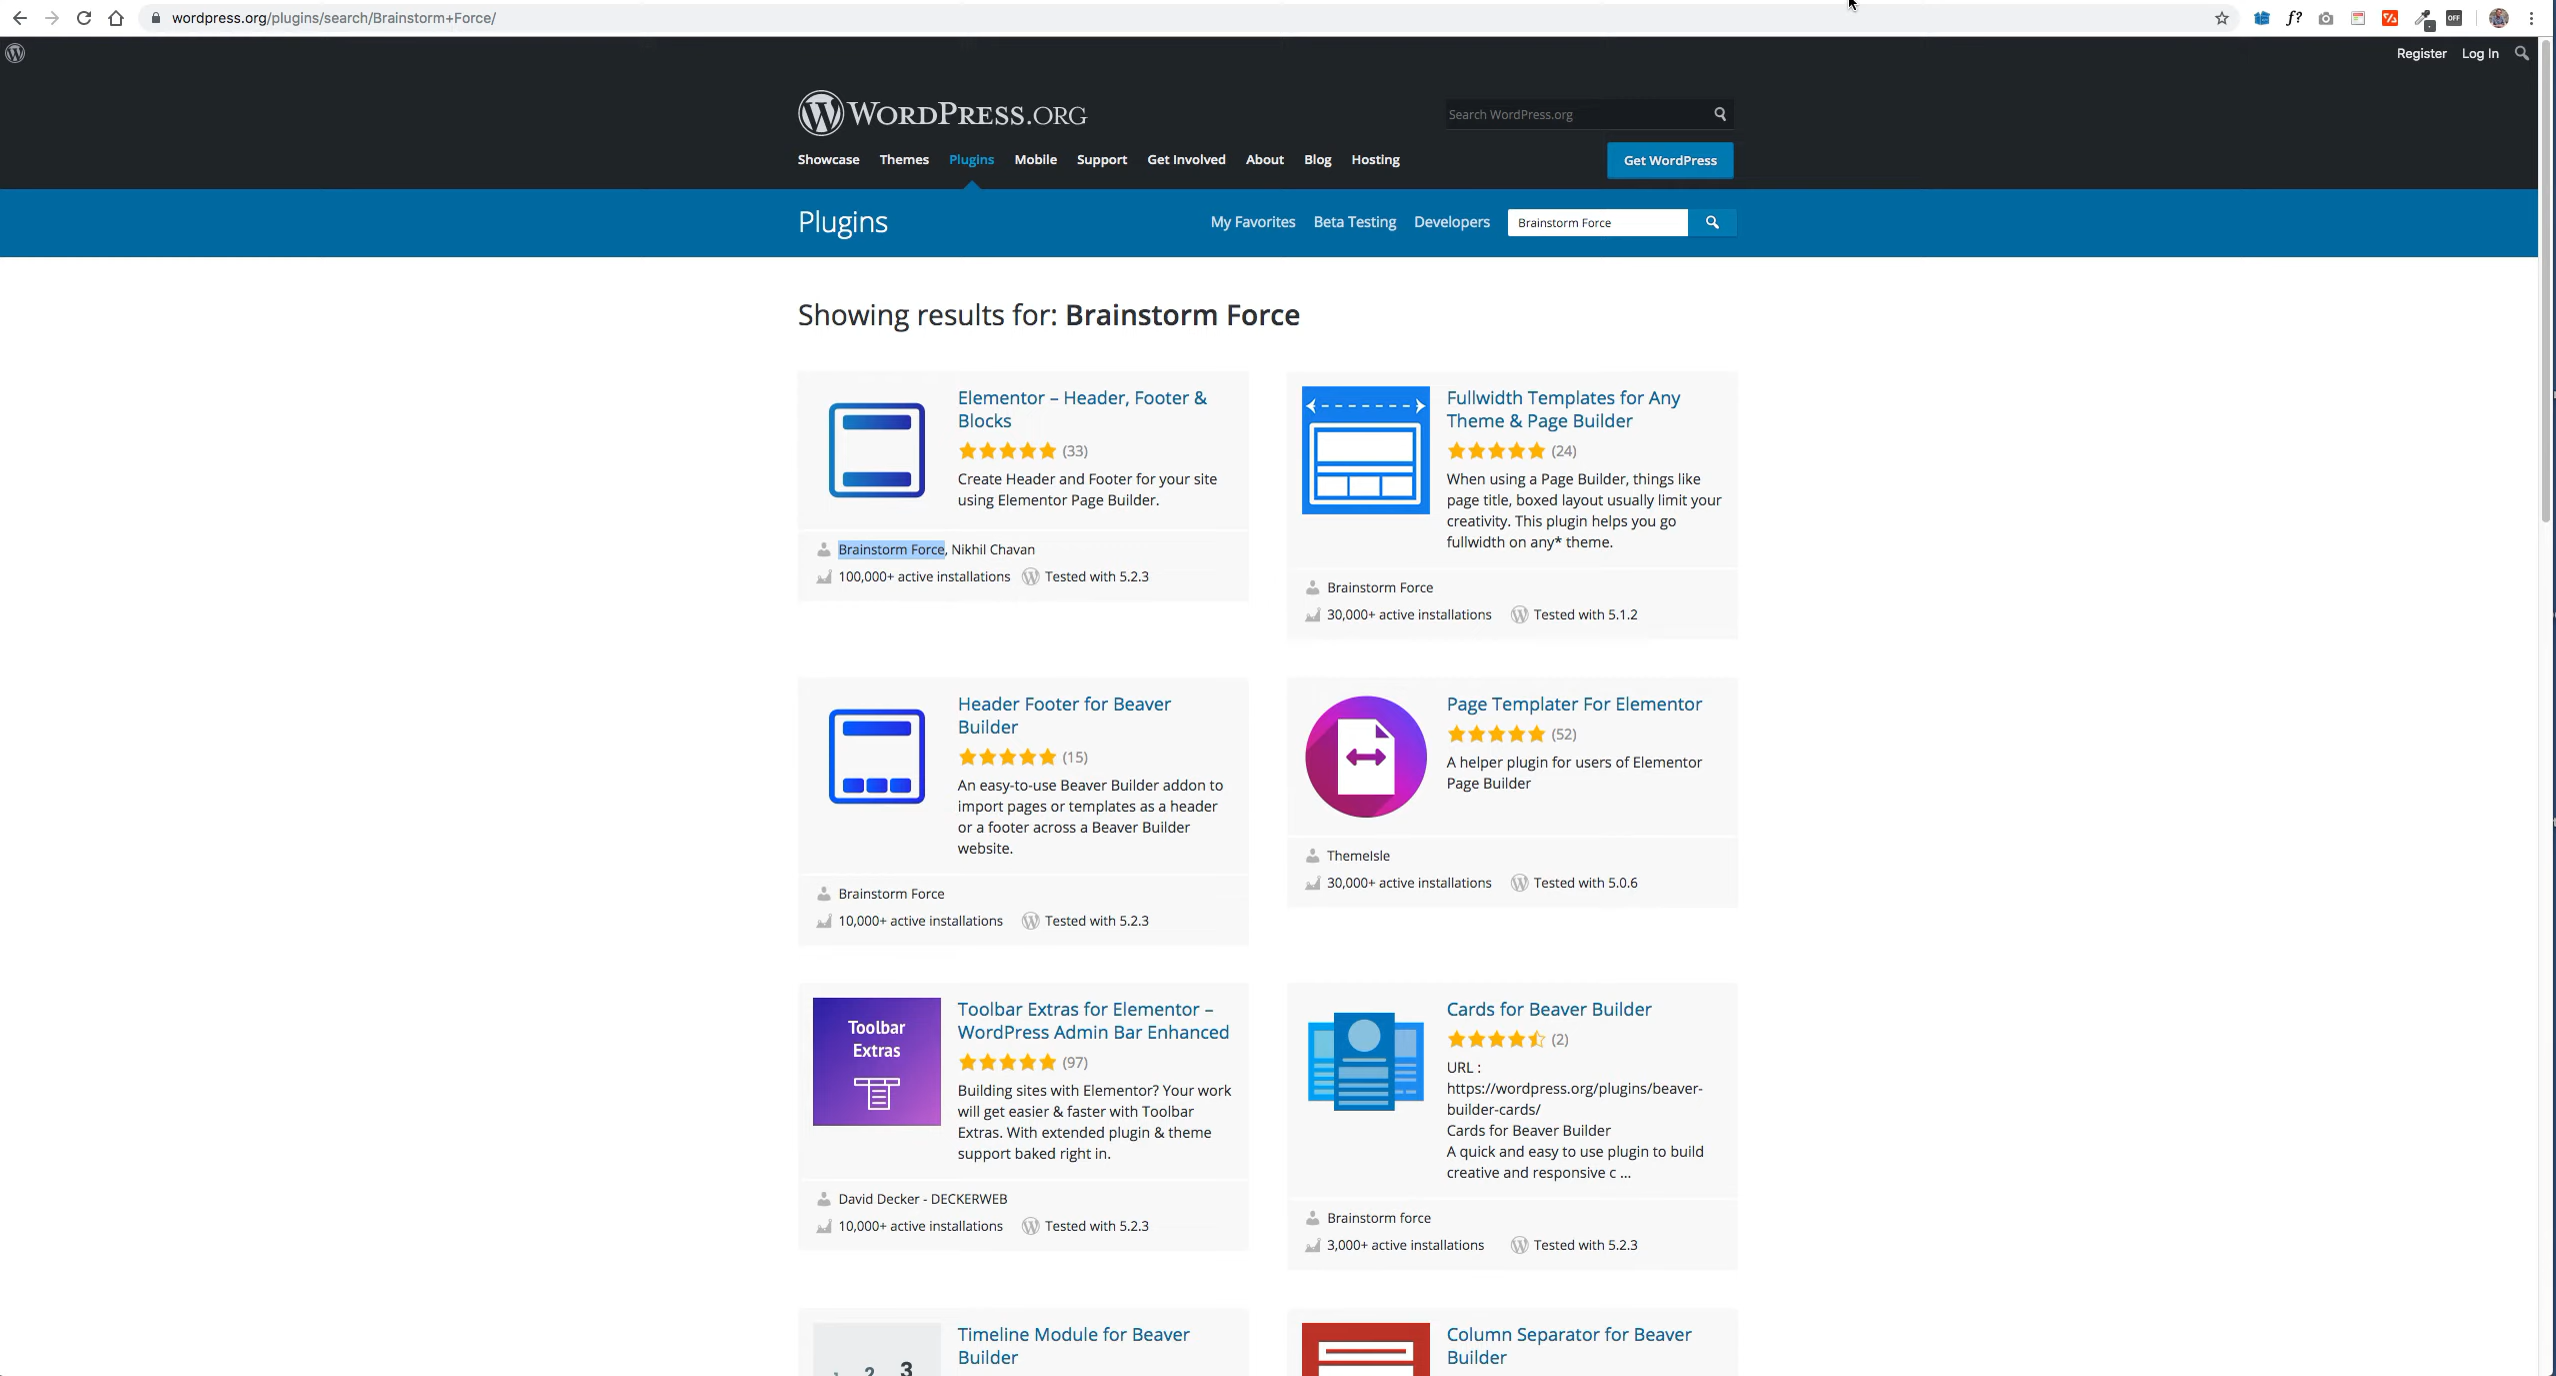 wordpress.org/plugins/search/Brainstorm+Force/
f?
OFF
Register Log In
WORDPRESS.ORG
Search WordPress.org
Showcase Themes Plugins Mobile Support Get Involved About Blog Hosting
Get WordPress
Plugins
My Favorites Beta Testing Developers Brainstorm Force
Showing results for: Brainstorm Force
Elementor – Header, Footer &
Blocks
(33)
Create Header and Footer for your site
using Elementor Page Builder.
Brainstorm Force, Nikhil Chavan
100,000+ active installations Tested with 5.2.3
Fullwidth Templates for Any
Theme & Page Builder
(24)
When using a Page Builder, things like
page title, boxed layout usually limit your
creativity. This plugin helps you go
fullwidth on any* theme.
Brainstorm Force
30,000+ active installations Tested with 5.1.2
Header Footer for Beaver
Builder
(15)
An easy-to-use Beaver Builder addon to
import pages or templates as a header
or a footer across a Beaver Builder
website.
Brainstorm Force
10,000+ active installations Tested with 5.2.3
Page Templater For Elementor
(52)
A helper plugin for users of Elementor
Page Builder
ThemeIsle
30,000+ active installations Tested with 5.0.6
Toolbar
Extras
Toolbar Extras for Elementor –
WordPress Admin Bar Enhanced
(97)
Building sites with Elementor? Your work
will get easier & faster with Toolbar
Extras. With extended plugin & theme
support baked right in.
David Decker - DECKERWEB
10,000+ active installations Tested with 5.2.3
Cards for Beaver Builder
(2)
URL :
https://wordpress.org/plugins/beaver-
builder-cards/
Cards for Beaver Builder
A quick and easy to use plugin to build
creative and responsive c ...
Brainstorm force
3,000+ active installations Tested with 5.2.3
2 3
Timeline Module for Beaver
Builder
Column Separator for Beaver
Builder